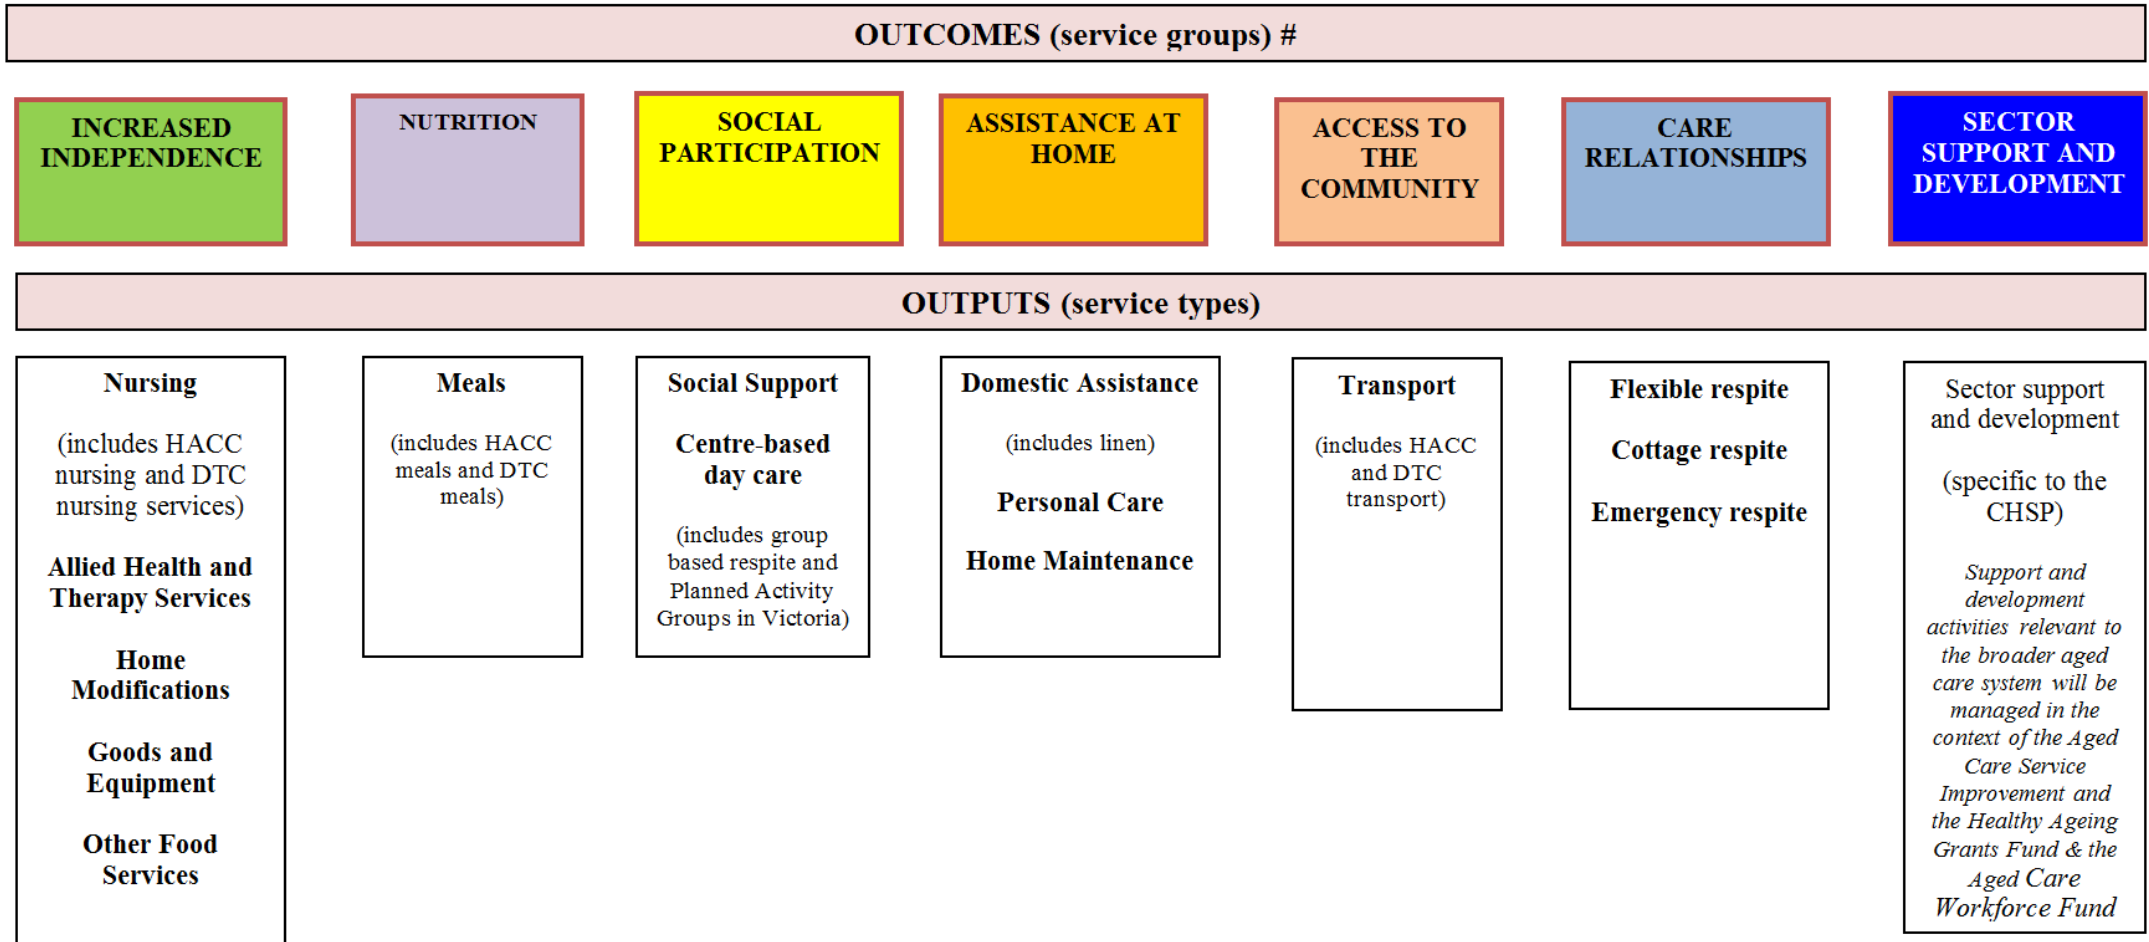 OUTCOMES (service groups) #
INCREASED
INDEPENDENCE
NUTRITION
SOCIAL
PARTICIPATION
ASSISTANCE AT
HOME
ACCESS TO
THE
COMMUNITY
CARE
RELATIONSHIPS
SECTOR
SUPPORT AND
DEVELOPMENT
OUTPUTS (service types)
Nursing
(includes HACC
nursing and DTC
nursing services)
Allied Health and
Therapy Services
Home
Modifications
Goods and
Equipment
Other Food
Services
Meals
(includes HACC
meals and DTC
meals)
Social Support
Centre-based
day care
(includes group
based respite and
Planned Activity
Groups in Victoria)
Domestic Assistance
(includes linen)
Personal Care
Home Maintenance
Transport
(includes HACC
and DTC
transport)
Flexible respite
Cottage respite
Emergency respite
Sector support
and development
(specific to the
CHSP)
Support and
development
activities relevant to
the broader aged
care system will be
managed in the
context of the Aged
Care Service
Improvement and
the Healthy Ageing
Grants Fund & the
Aged Care
Workforce Fund